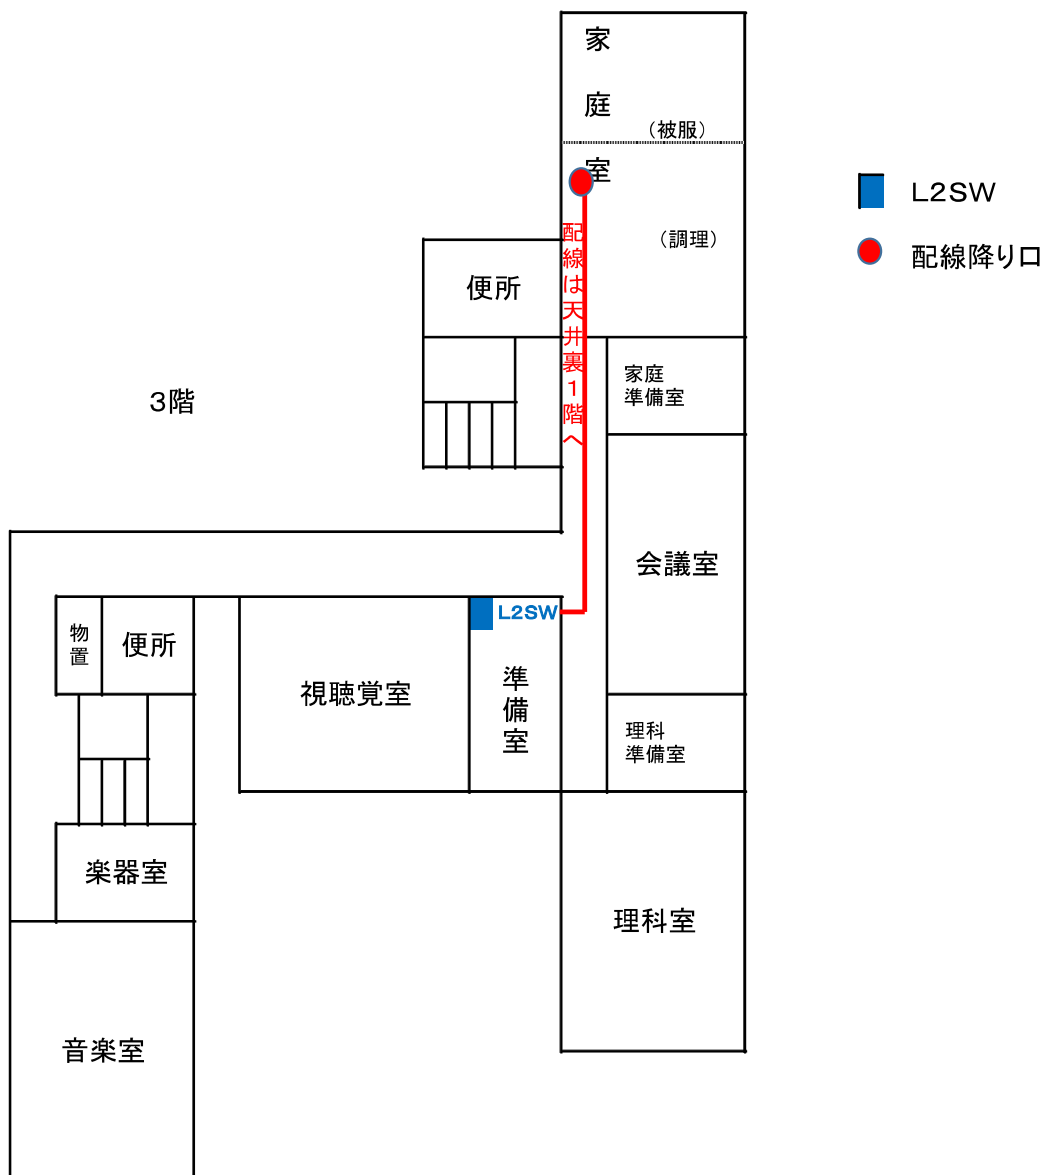 家庭室
（被服）
（調理）
L2SW
配線降り口
配線は天井裏1階へ
便所
3階
家庭
準備室
会議室
L2SW
物置
便所
視聴覚室
準備室
理科
準備室
楽器室
理科室
音楽室